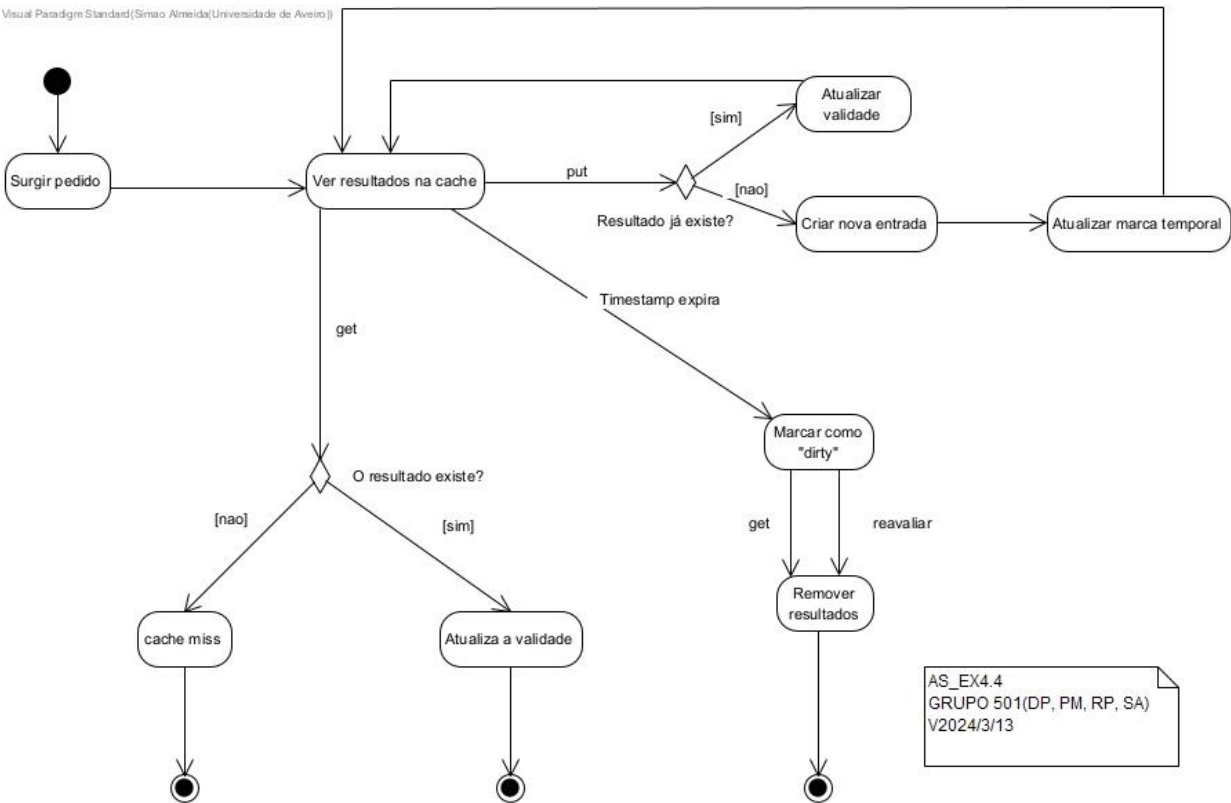 Visual Paradigm Standard(Simao Almeida(Universidade de Aveiro))
Atualizar
validade
[sim]
Surgir pedido
Ver resultados na cache
put
[nao]
Resultado já existe?
Criar nova entrada
Atualizar marca temporal
Timestamp expira
get
Marcar como
"dirty"
O resultado existe?
[nao]
[sim]
get
reavaliar
Remover
resultados
cache miss
Atualiza a validade
AS_EX4.4
GRUPO 501(DP, PM, RP, SA)
V2024/3/13